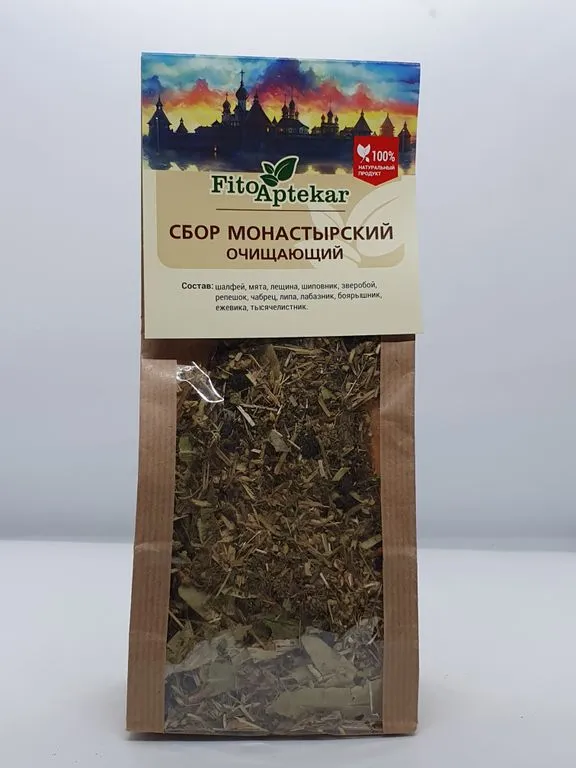 100%
НАТУРАЛЬНЫЙ
ПРОДУКТ
FitoAptekar
СБОР МОНАСТЫРСКИЙ
ОЧИЩАЮЩИЙ
Состав: шалфей, мята, лещина, шиповник, зверобой,
репешок, чабрец, липа, лабазник, боярышник,
ежевика, тысячелистник.